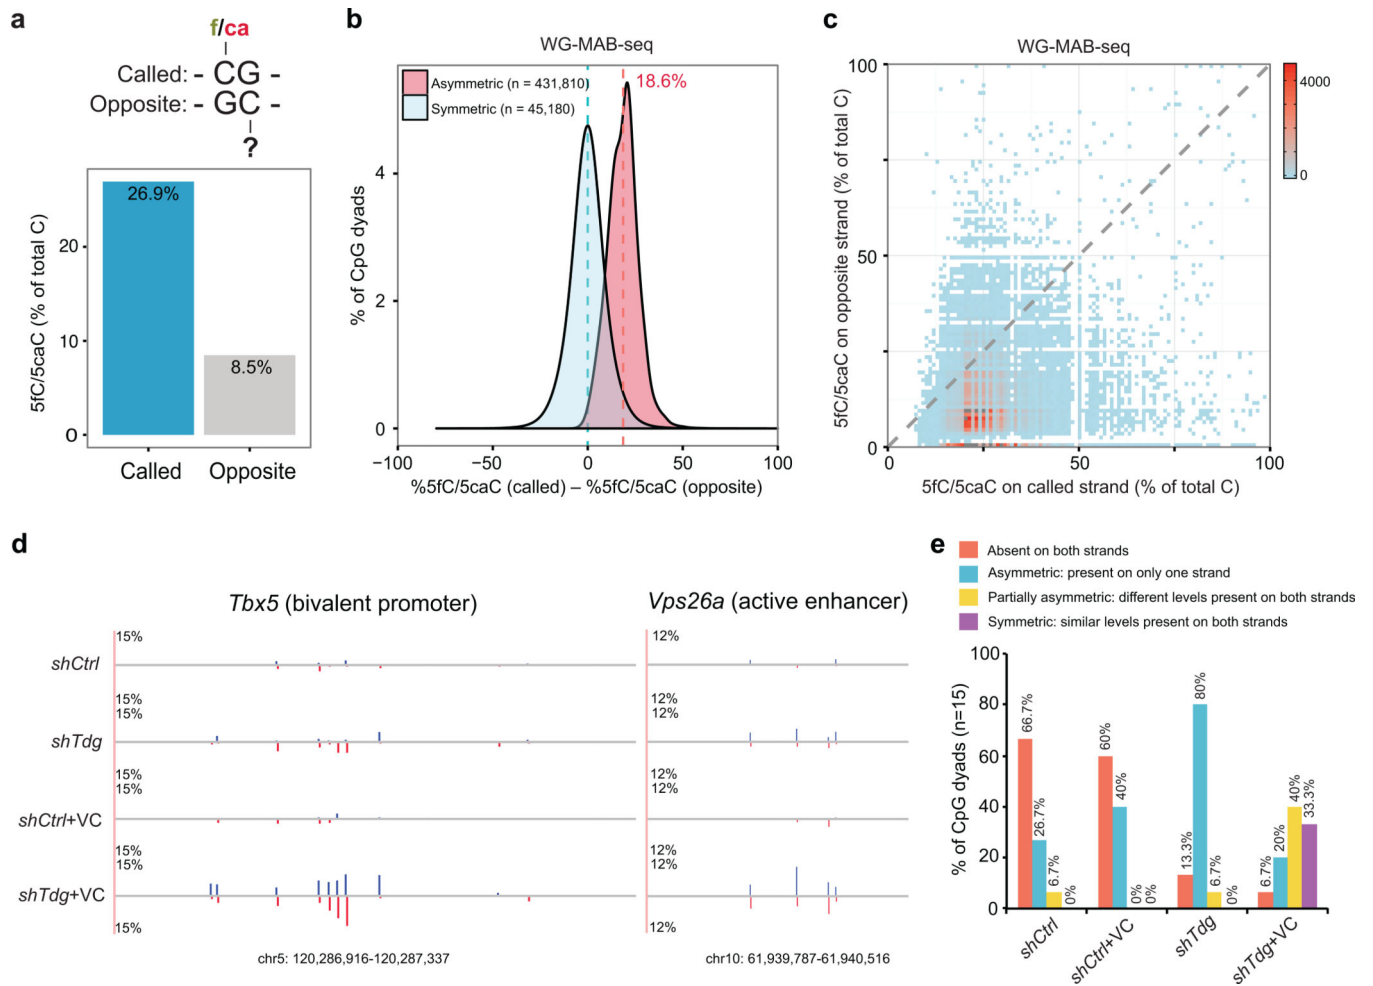 a
f/ca
Called: - CG -
Opposite: - GC -
?
5fC/5caC (% of total C)
20
10
0
26.9%
8.5%
Called
Opposite
b
WG-MAB-seq
Asymmetric (n = 431,810)
Symmetric (n = 45,180)
18.6%
% of CpG dyads
4
2
0
−100
−50
0
50
100
%5fC/5caC (called) – %5fC/5caC (opposite)
c
WG-MAB-seq
5fC/5caC on opposite strand (% of total C)
100
50
0
0
50
100
5fC/5caC on called strand (% of total C)
4000
0
d
Tbx5 (bivalent promoter)
Vps26a (active enhancer)
shCtrl
15%
15%
12%
12%
shTdg
15%
15%
12%
12%
shCtrl+VC
15%
15%
12%
12%
shTdg+VC
15%
15%
12%
12%
chr5: 120,286,916-120,287,337
chr10: 61,939,787-61,940,516
e
Absent on both strands
Asymmetric: present on only one strand
Partially asymmetric: different levels present on both strands
Symmetric: similar levels present on both strands
% of CpG dyads (n=15)
100
80
60
40
20
0
66.7%
26.7%
6.7%
0%
60%
40%
0%
0%
13.3%
80%
6.7%
0%
6.7%
20%
40%
33.3%
shCtrl
shCtrl+VC
shTdg
shTdg+VC